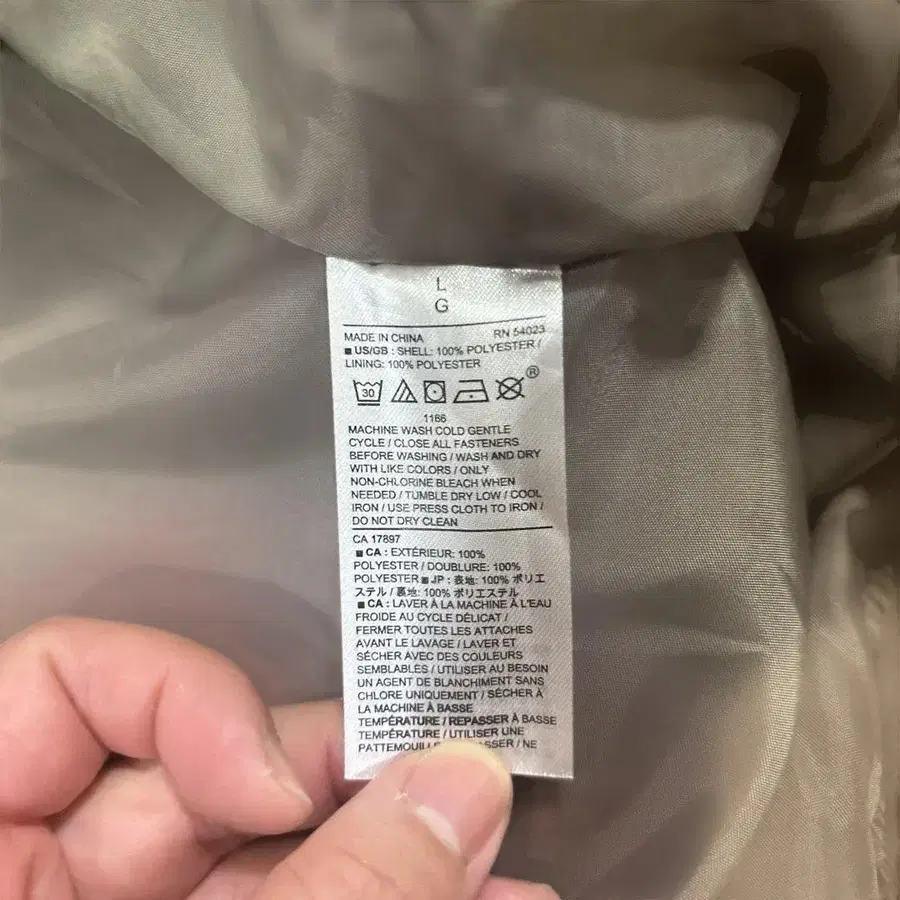 L
G
MADE IN CHINA RN 54023
■ US/GB : SHELL: 100% POLYESTER /
LINING: 100% POLYESTER
30 ®
1166
MACHINE WASH COLD GENTLE
CYCLE / CLOSE ALL FASTENERS
BEFORE WASHING / WASH AND DRY
WITH LIKE COLORS / ONLY
NON-CHLORINE BLEACH WHEN
NEEDED / TUMBLE DRY LOW / COOL
IRON / USE PRESS CLOTH TO IRON /
DO NOT DRY CLEAN
CA 17897
■ CA : EXTÉRIEUR: 100%
POLYESTER / DOUBLURE: 100%
POLYESTER ■ JP : 表地: 100% ポリエ
ステル / 裏地: 100% ポリエステル
■ CA : LAVER À LA MACHINE À L'EAU
FROIDE AU CYCLE DÉLICAT /
FERMER TOUTES LES ATTACHES
AVANT LE LAVAGE / LAVER ET
SÉCHER AVEC DES COULEURS
SEMBLABLES / UTILISER AU BESOIN
UN AGENT DE BLANCHIMENT SANS
CHLORE UNIQUEMENT / SÉCHER À
LA MACHINE À BASSE
TEMPÉRATURE / REPASSER À BASSE
TEMPÉRATURE / UTILISER UNE
/ NE